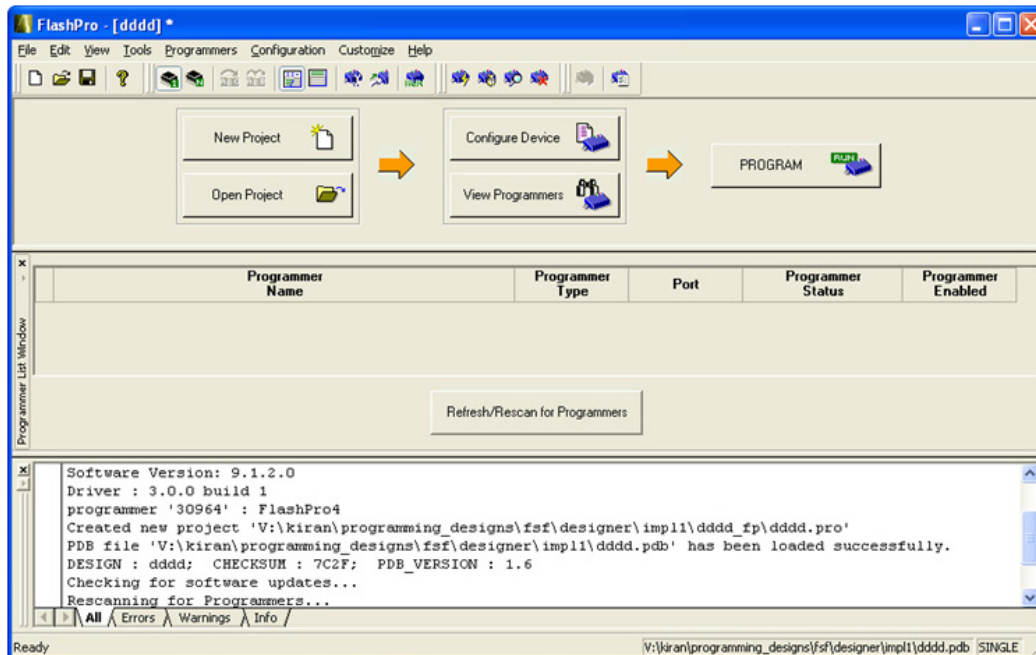 FlashPro - [dddd] *
File Edit View Tools Programmers Configuration Customize Help
New Project
Configure Device
PROGRAM
RUN
Open Project
View Programmers
Programmer List Window
Programmer Name
Programmer Type
Port
Programmer Status
Programmer Enabled
Refresh/Rescan for Programmers
Software Version: 9.1.2.0
Driver : 3.0.0 build 1
programmer '30964' : FlashPro4
Created new project 'V:\kiran\programming_designs\fsf\designer\impl1\dddd_fp\dddd.pro'
PDB file 'V:\kiran\programming_designs\fsf\designer\impl1\dddd.pdb' has been loaded successfully.
DESIGN : dddd; CHECKSUM : 7C2F; PDB_VERSION : 1.6
Checking for software updates...
Rescanning for Programmers...
All Errors Warnings Info
Ready
V:\kiran\programming_designs\fsf\designer\impl1\dddd.pdb SINGLE